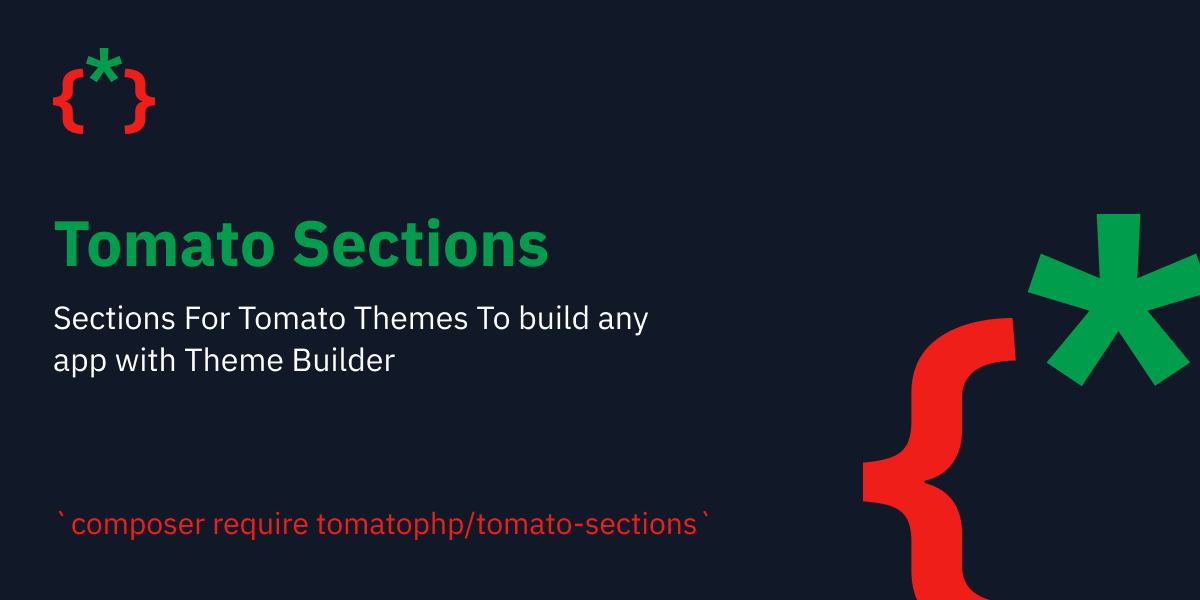 {*}
Tomato Sections
Sections For Tomato Themes To build any
app with Theme Builder
`composer require tomatophp/tomato-sections`